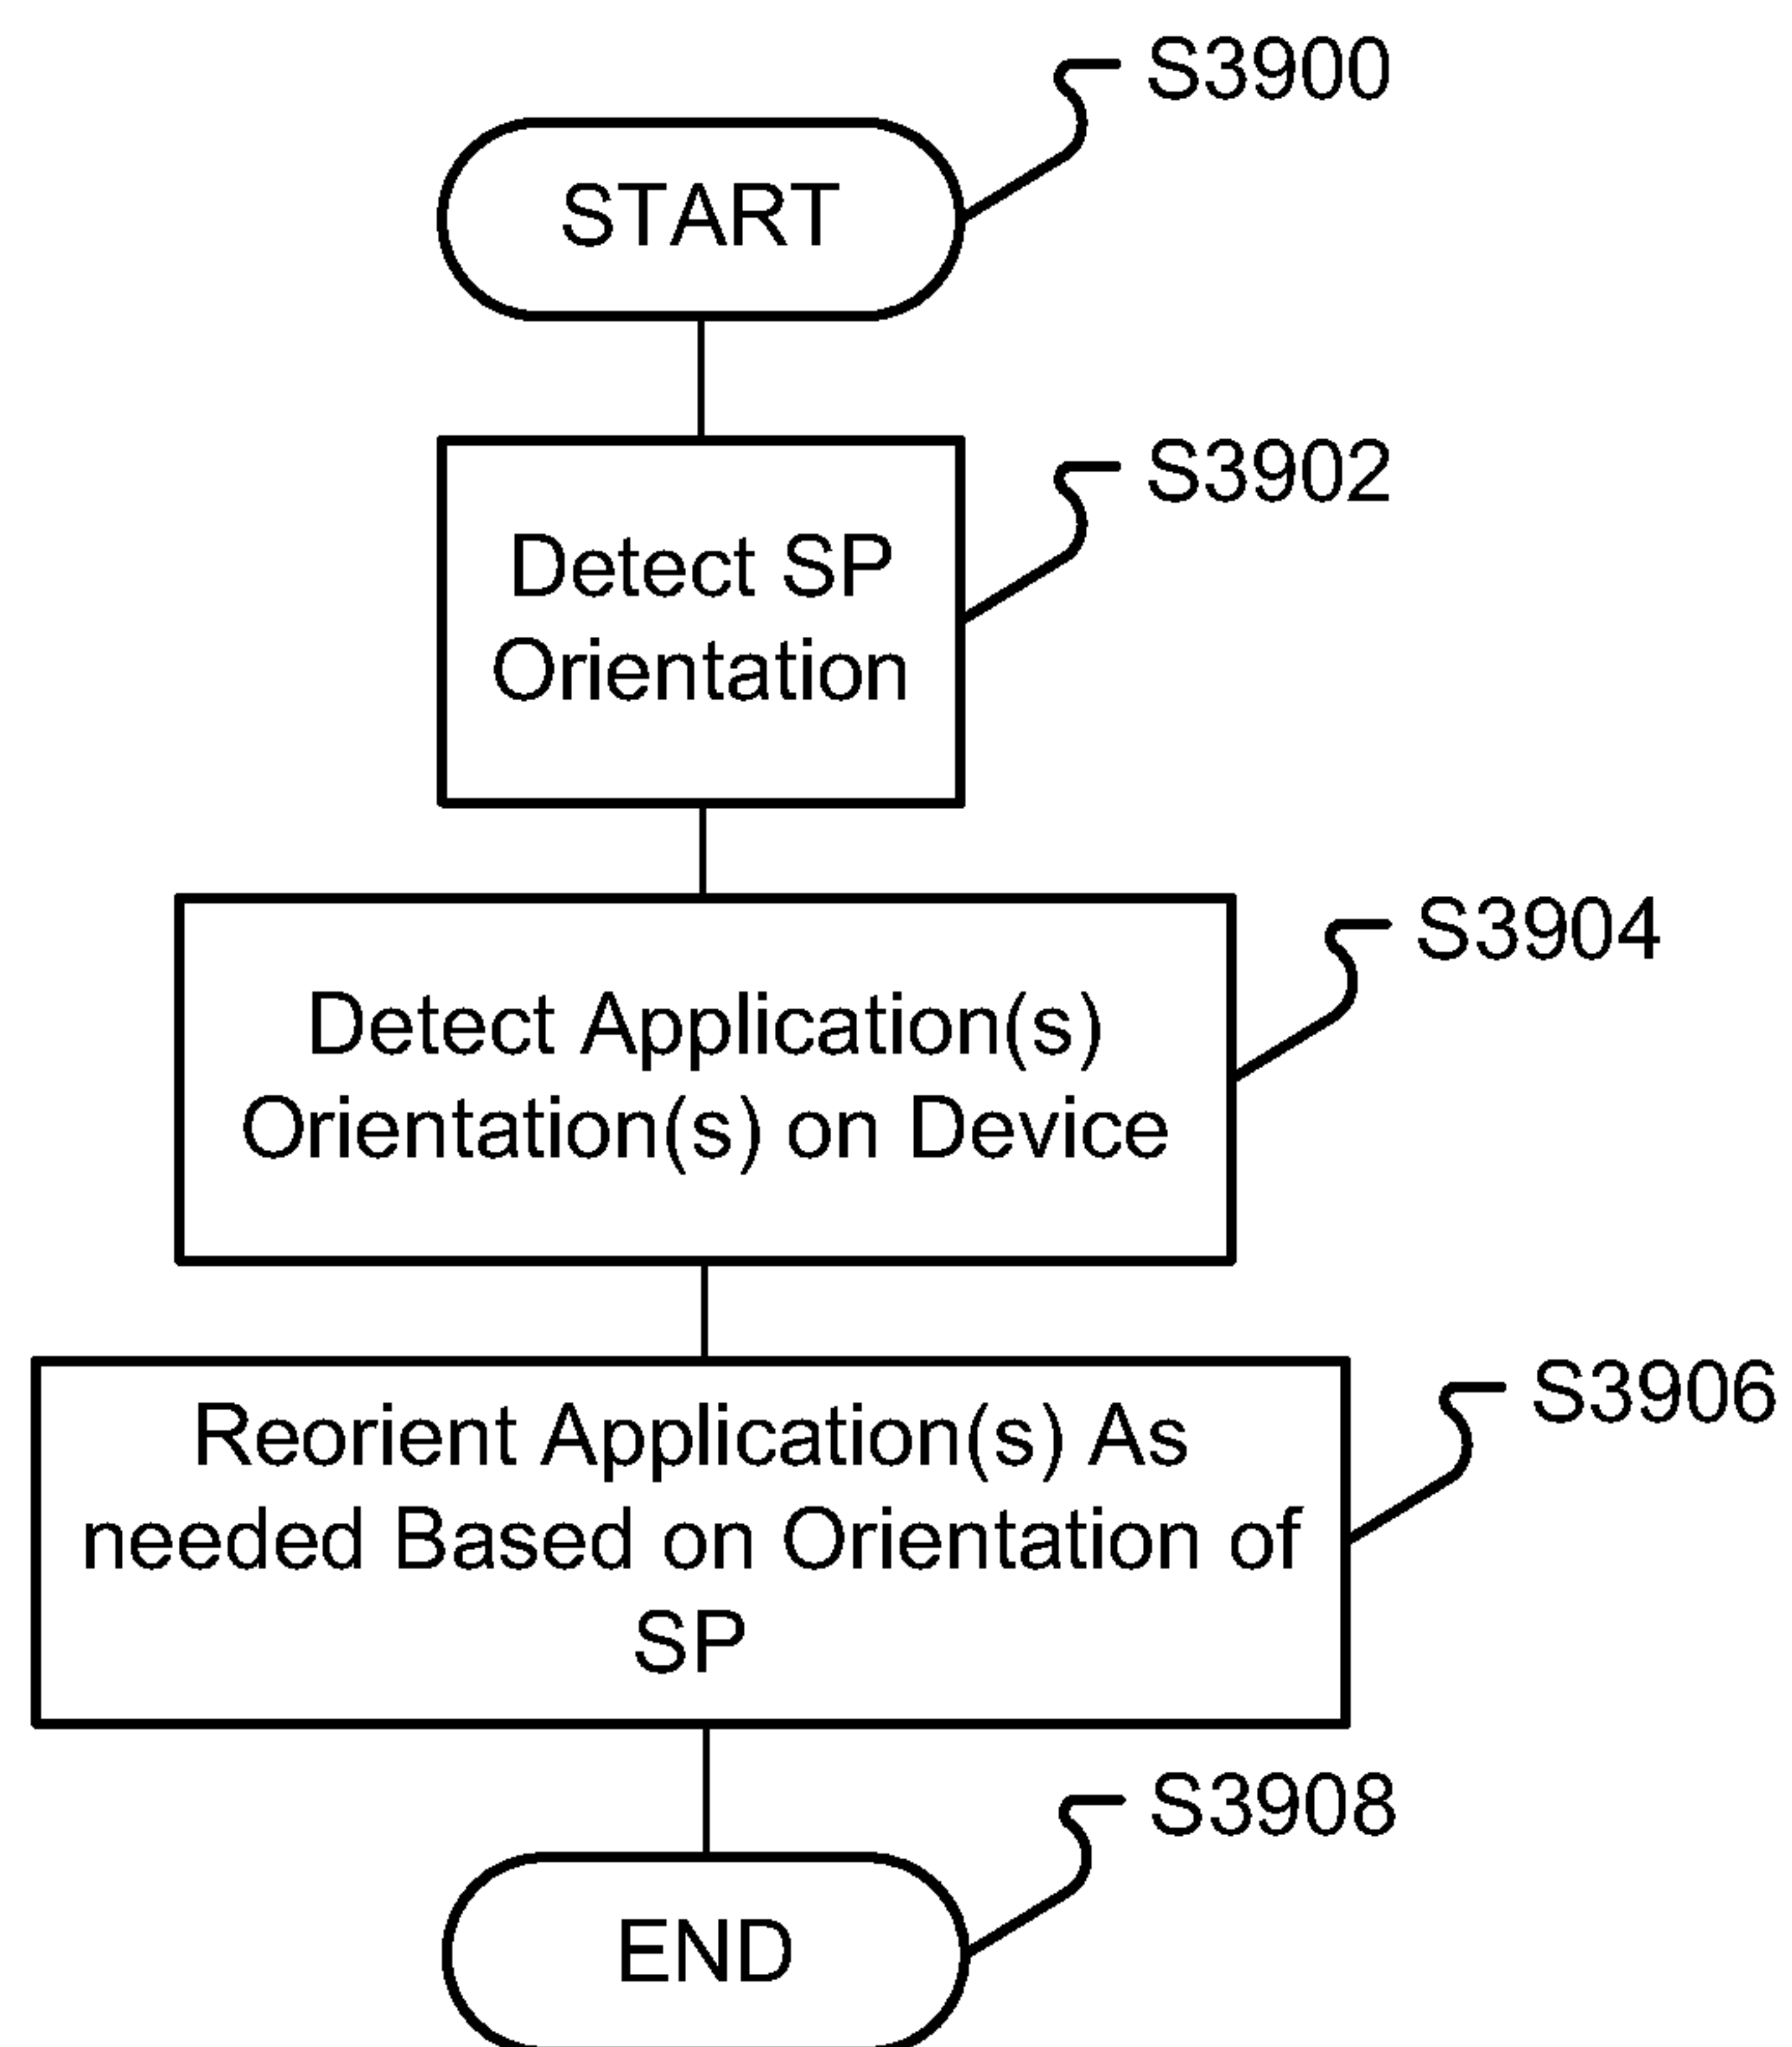 S3900
START
S3902
Detect SP
Orientation
S3904
Detect Application(s)
Orientation(s) on Device
S3906
Reorient Application(s) As
needed Based on Orientation of
SP
S3908
END